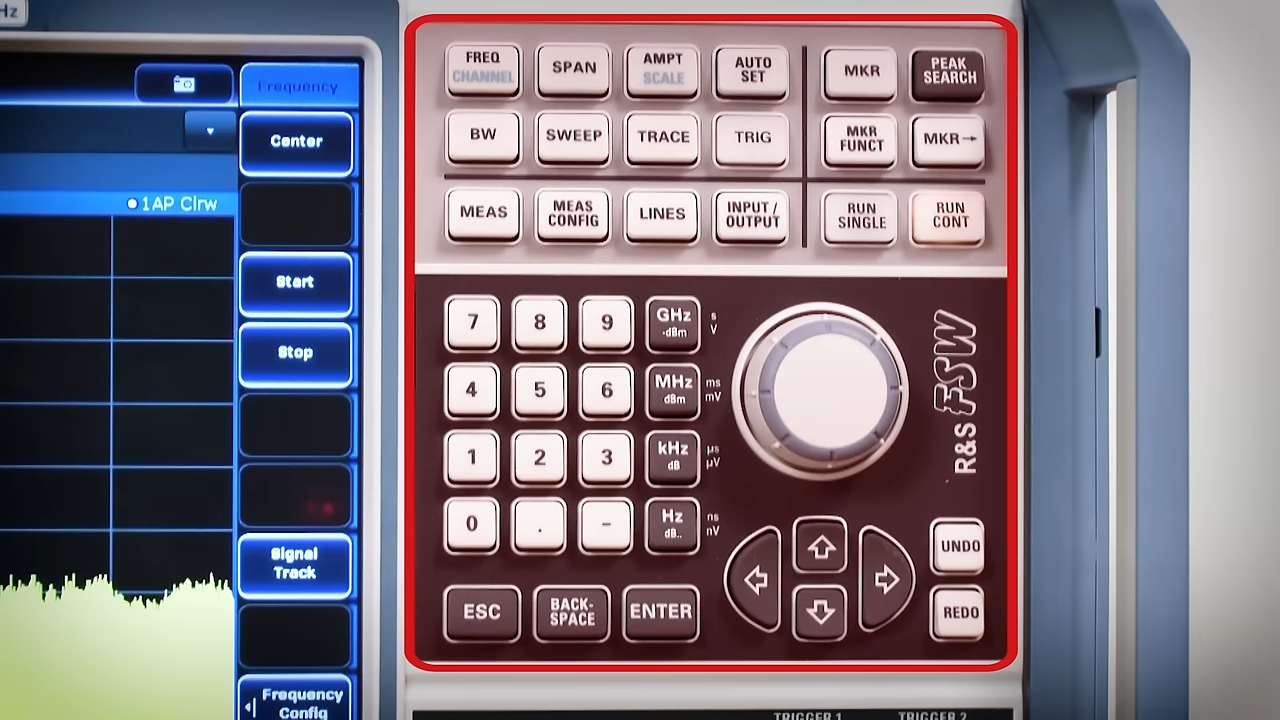 Hz
Frequency
Center
1AP Clrw
Start
Stop
Signal
Track
Frequency
Config
FREQ
CHANNEL
SPAN
AMPT
SCALE
AUTO
SET
MKR
PEAK
SEARCH
BW
SWEEP
TRACE
TRIG
MKR
FUNCT
MKR→
MEAS
MEAS
CONFIG
LINES
INPUT /
OUTPUT
RUN
SINGLE
RUN
CONT
7
8
9
GHz
-dBm
s
V
4
5
6
MHz
dBm
ms
mV
1
2
3
kHz
dB
µs
µV
0
.
-
Hz
dB..
ns
nV
R&S FSW
ESC
BACK-
SPACE
ENTER
UNDO
REDO
TRIGGER 1
TRIGGER 2